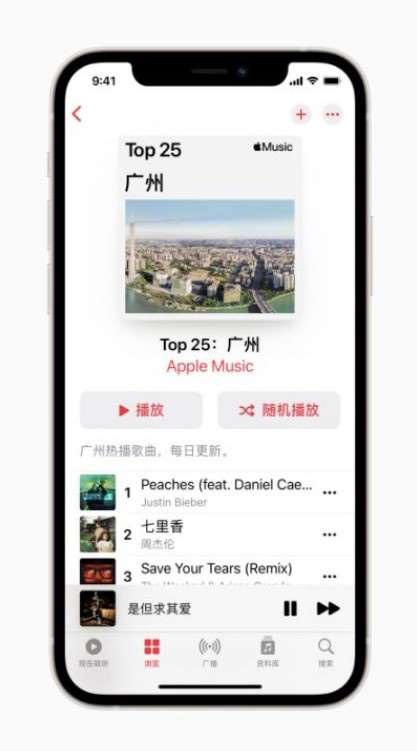 9:41
Top 25
Music
广州
Top 25：广州
Apple Music
播放
随机播放
广州热播歌曲，每日更新。
1
Peaches (feat. Daniel Cae...
Justin Bieber
2
七里香
周杰伦
3
Save Your Tears (Remix)
是但求其爱
现在就听
浏览
广播
资料库
搜索